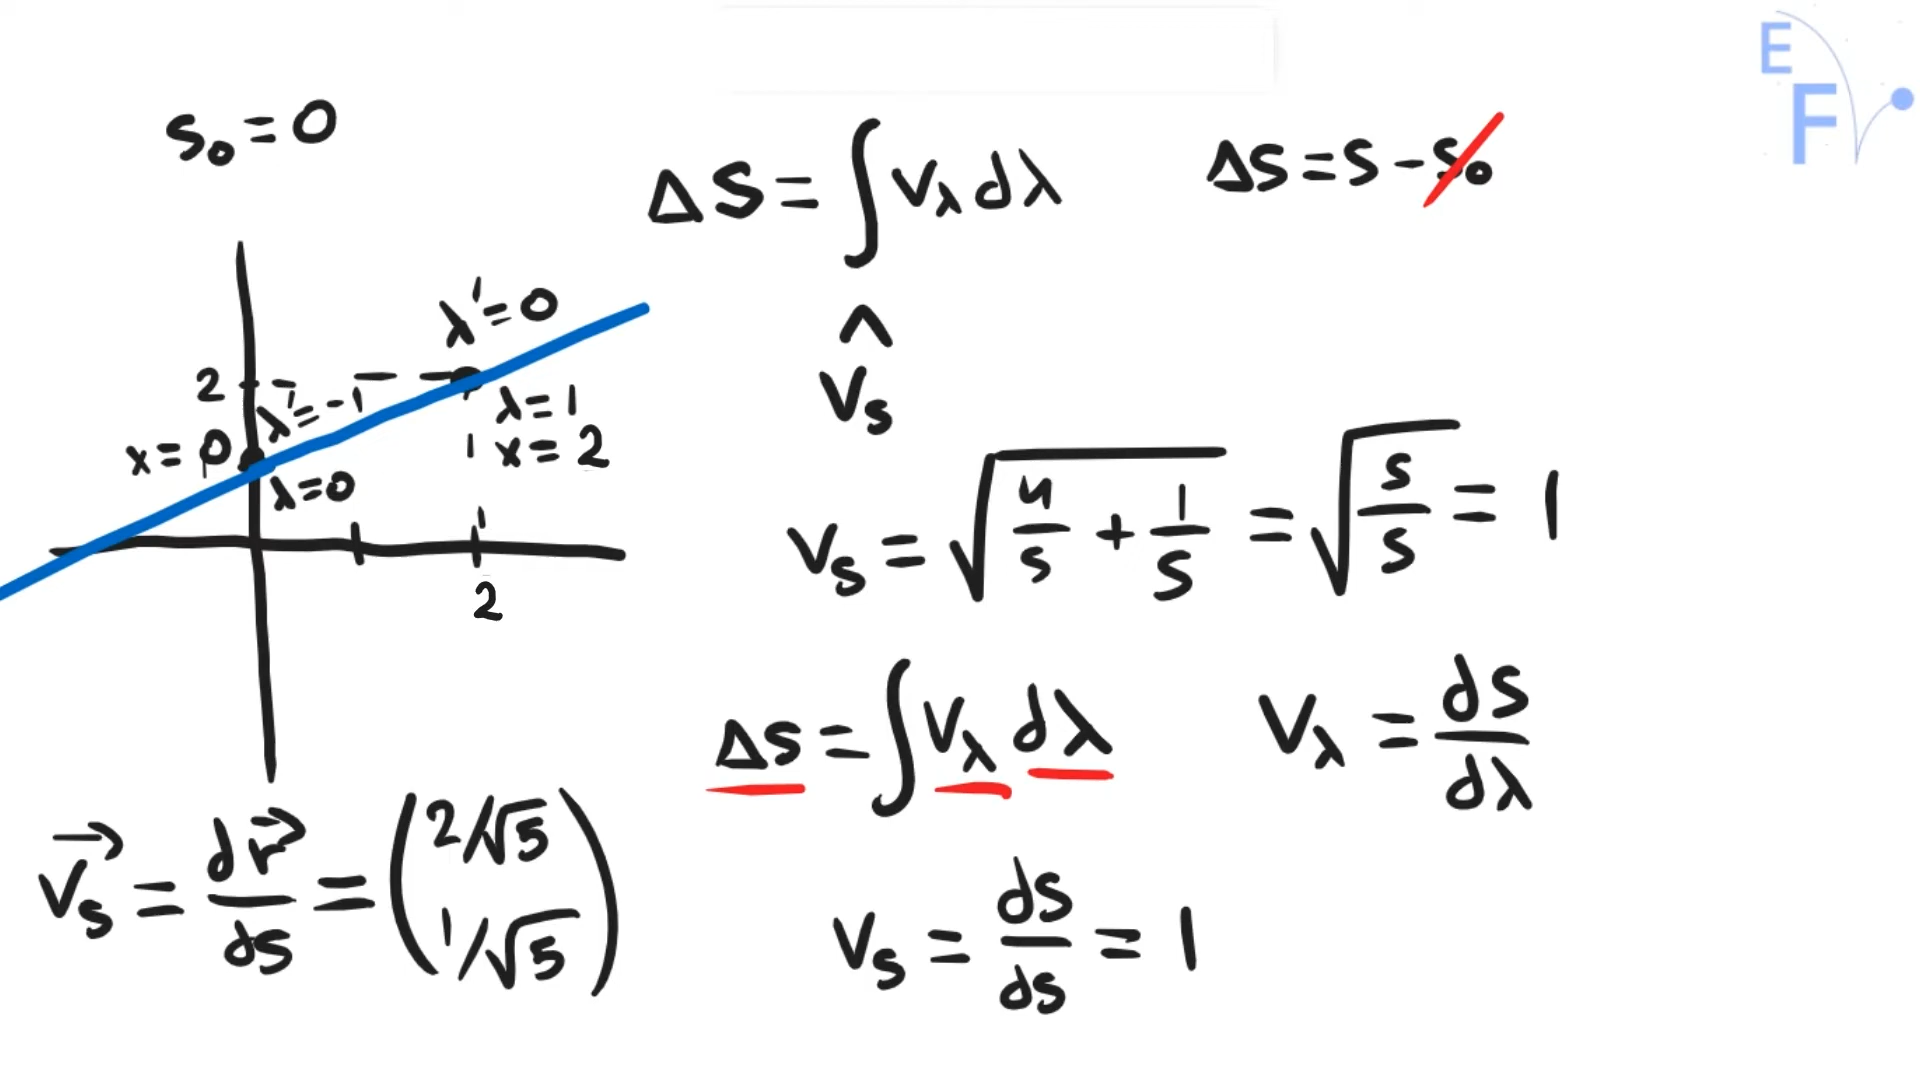 E
F
s₀ = 0
ΔS = ∫ v_λ dλ
Δs = s − s₀
^
v_s
λ' = 0
2
λ' = -1
λ = 1
x = 0
x = 2
λ = 0
2
v_s = √(4/5 + 1/5) = √(5/5) = 1
Δs = ∫ v_λ dλ
v_λ = ds/dλ
v⃗_s = dr⃗/ds = (2/√5 1/√5)
v_s = ds/ds = 1